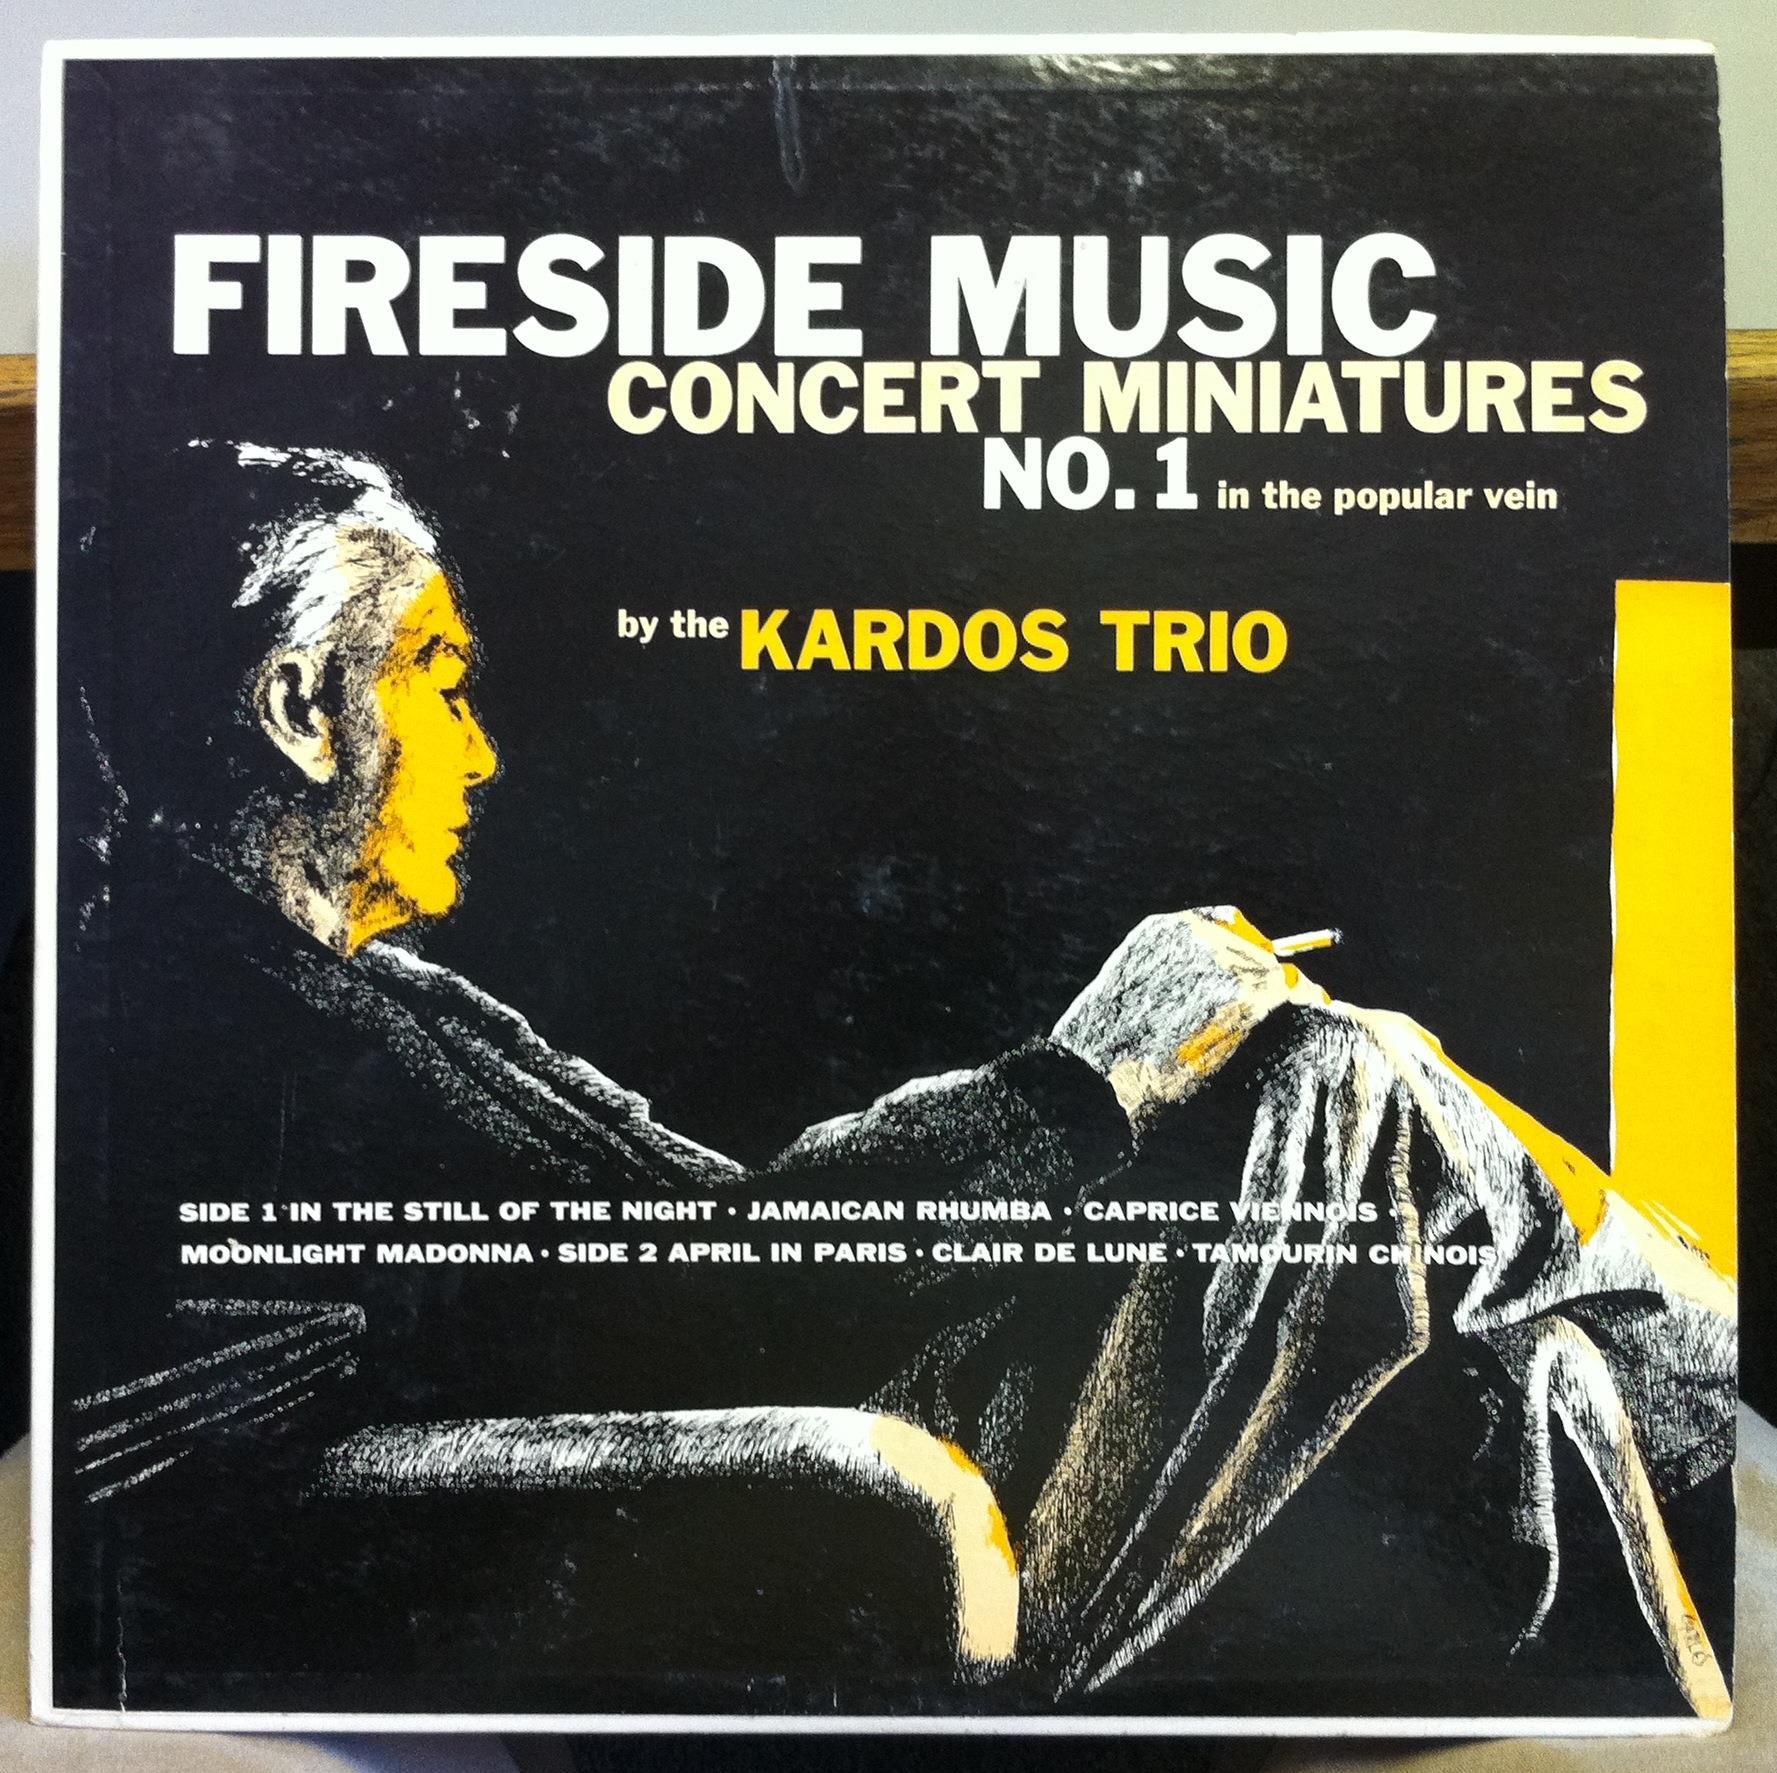 FIRESIDE MUSIC
CONCERT MINIATURES
NO. 1 in the popular vein
by the KARDOS TRIO
SIDE 1 IN THE STILL OF THE NIGHT • JAMAICAN RHUMBA • CAPRICE VIENNOIS •
MOONLIGHT MADONNA • SIDE 2 APRIL IN PARIS • CLAIR DE LUNE • TAMOURIN CHINOIS